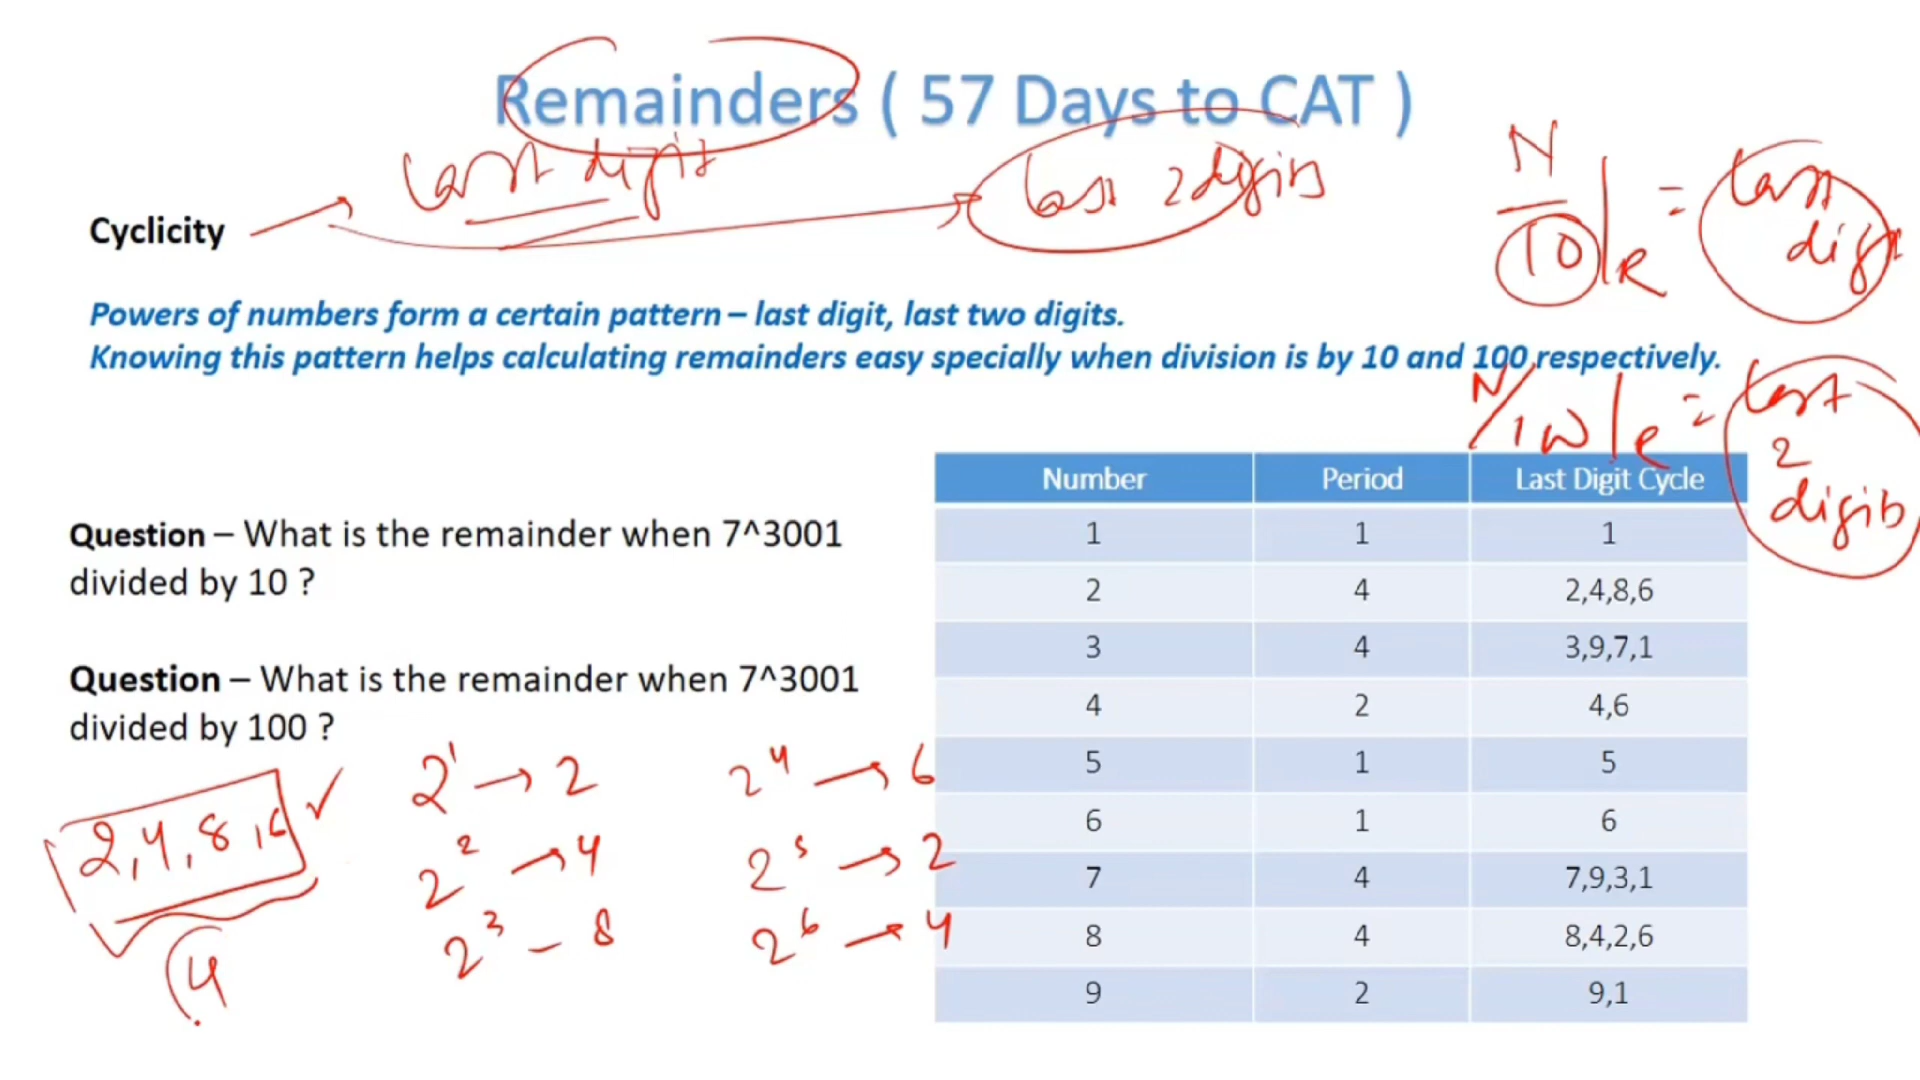 Remainders ( 57 Days to CAT )
last digit
last 2 digits
N/10|R = last digit
Cyclicity
Powers of numbers form a certain pattern – last digit, last two digits.
Knowing this pattern helps calculating remainders easy specially when division is by 10 and 100 respectively.
N/100|R = last 2 digits
Question – What is the remainder when 7^3001
divided by 10 ?
Question – What is the remainder when 7^3001
divided by 100 ?
2,4,8,6 ✓
4
2^1 → 2
2^2 → 4
2^3 – 8
2^4 → 6
2^5 → 2
2^6 → 4
Number Period Last Digit Cycle
1 1 1
2 4 2,4,8,6
3 4 3,9,7,1
4 2 4,6
5 1 5
6 1 6
7 4 7,9,3,1
8 4 8,4,2,6
9 2 9,1